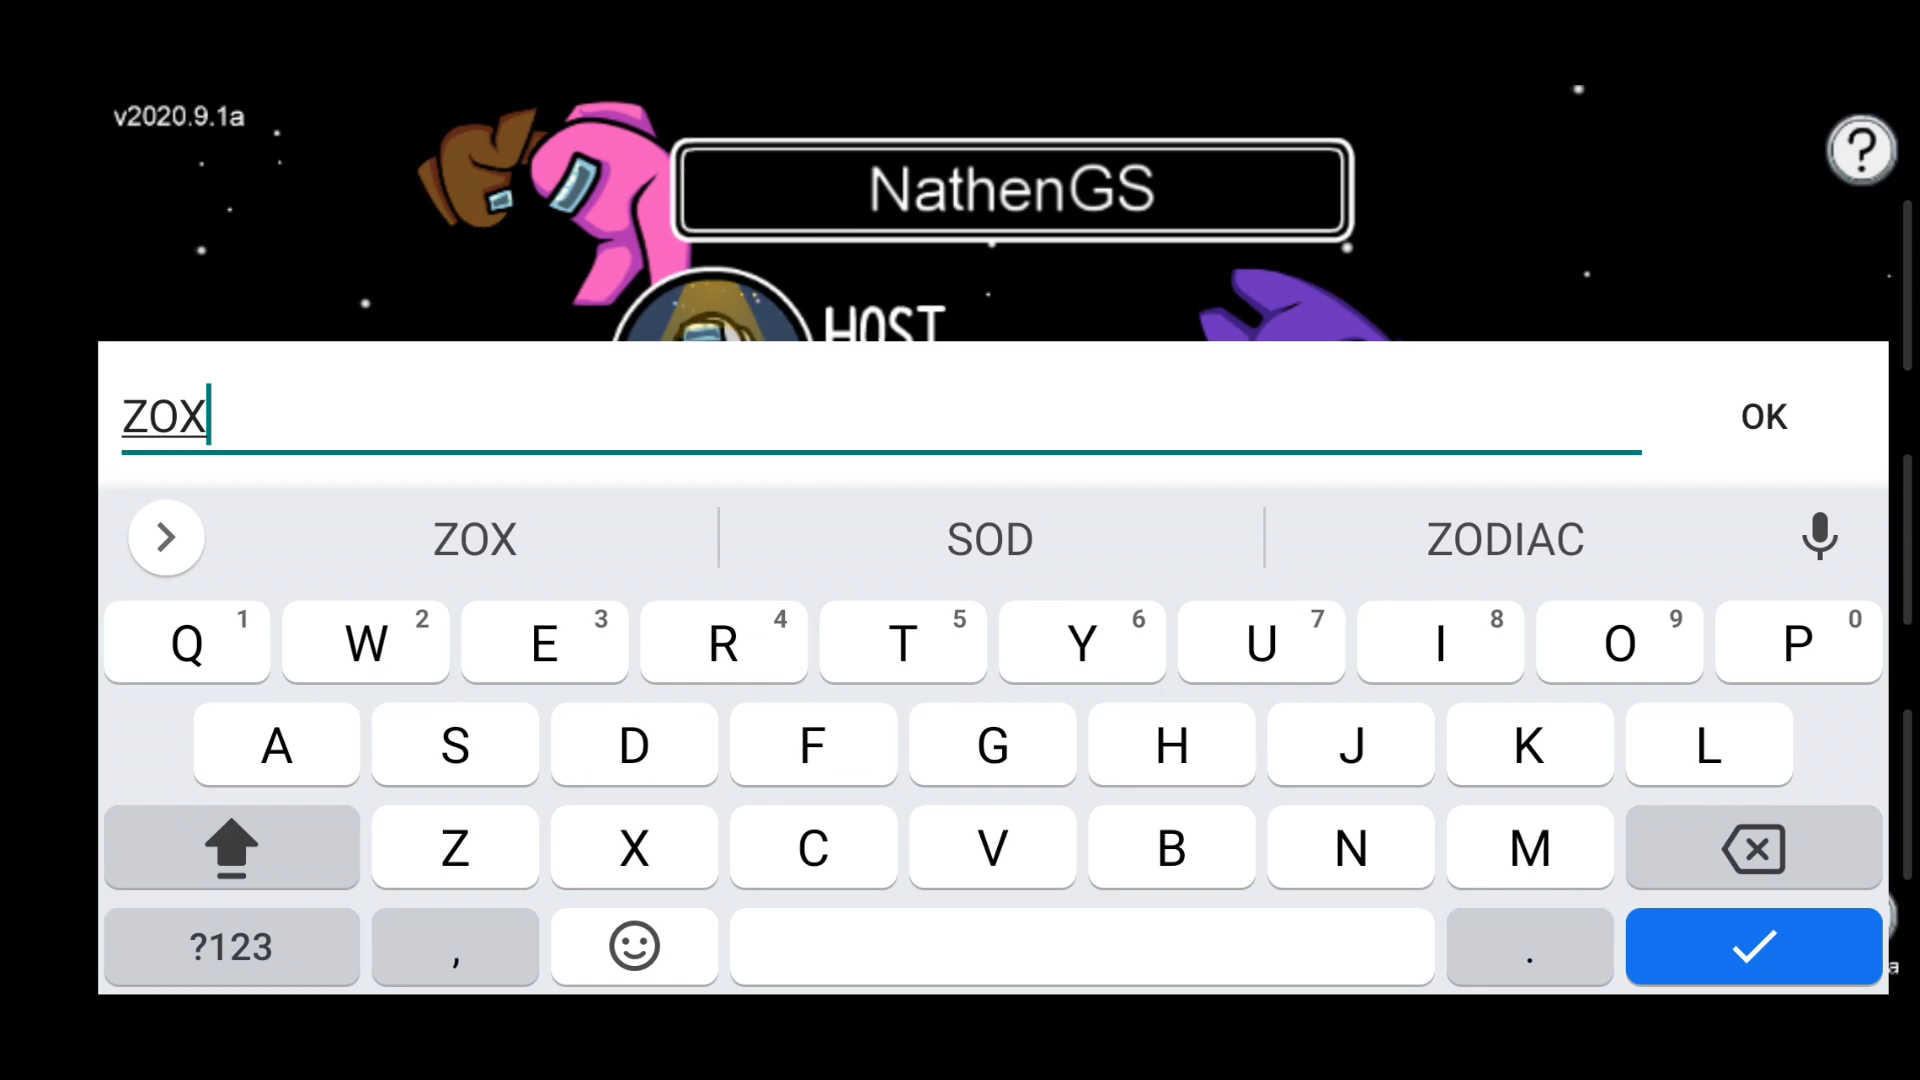 v2020.9.1a
?
NathenGS
HOST
ZOX
OK
ZOX SOD ZODIAC
Q 1 W 2 E 3 R 4 T 5 Y 6 U 7 I 8 O 9 P 0
A S D F G H J K L
Z X C V B N M
?123 , .
a